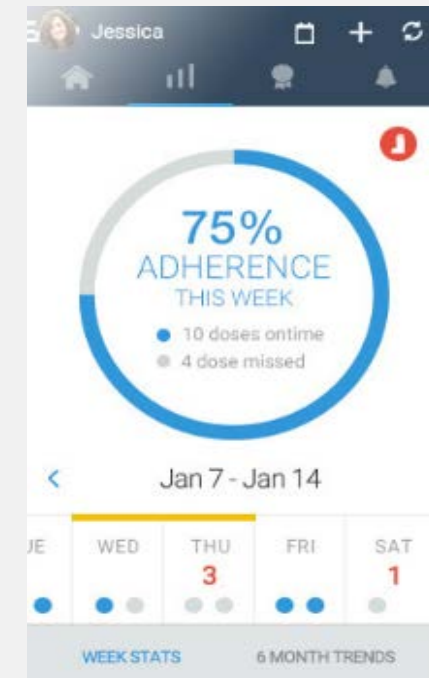 Jessica
75%
ADHERENCE
THIS WEEK
10 doses ontime
4 dose missed
Jan 7 - Jan 14
UE WED THU FRI SAT
3 1
WEEK STATS 6 MONTH TRENDS